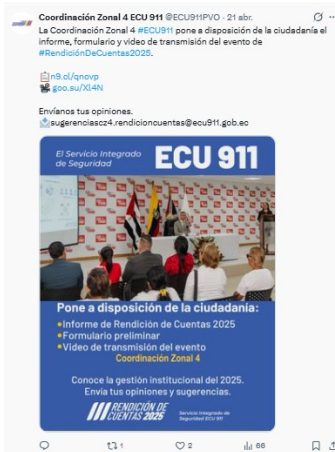 Coordinación Zonal 4 ECU 911 @ECU911PVO · 21 abr.
La Coordinación Zonal 4 #ECU911 pone a disposición de la ciudadanía el
informe, formulario y video de transmisión del evento de
#RendiciónDeCuentas2025.
n9.cl/qnovp
goo.su/Xl4N
Envíanos tus opiniones.
sugerenciascz4.rendicioncuentas@ecu911.gob.ec
El Servicio Integrado
de Seguridad
ECU 911
Pone a disposición de la ciudadanía:
•Informe de Rendición de Cuentas 2025
•Formulario preliminar
•Video de transmisión del evento
Coordinación Zonal 4
Conoce la gestión institucional del 2025.
Envía tus opiniones y sugerencias.
RENDICIÓN DE
CUENTAS 2025
Servicio Integrado de
Seguridad ECU 911
1
2
66